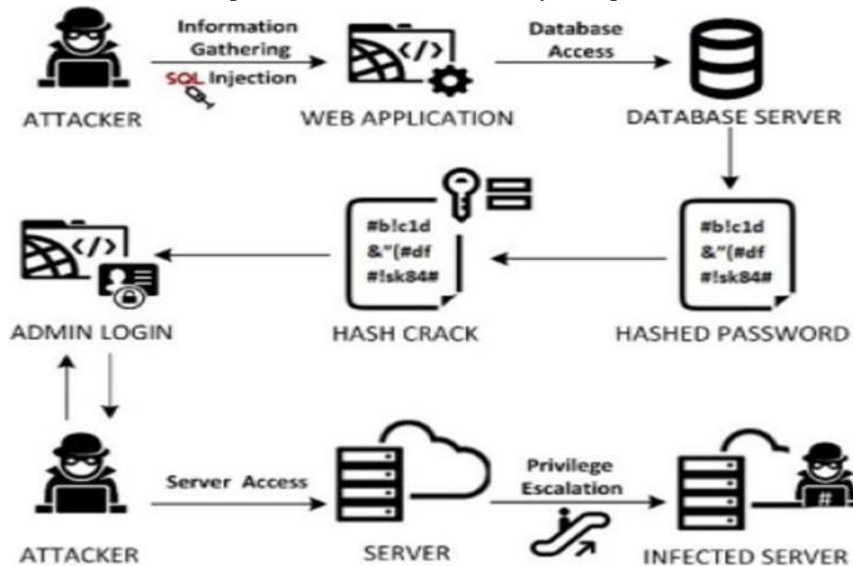 Information
Gathering
SQL Injection
Database
Access
</>
ATTACKER
WEB APPLICATION
DATABASE SERVER
</>
#b!c1d
&"(#df
#!sk84#
#b!c1d
&"(#df
#!sk84#
ADMIN LOGIN
HASH CRACK
HASHED PASSWORD
Server Access
Privilege
Escalation
#
ATTACKER
SERVER
INFECTED SERVER